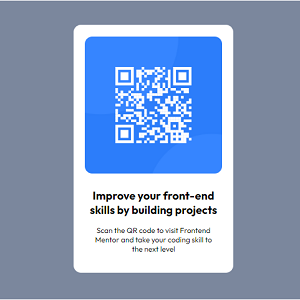 Improve your front-end
skills by building projects
Scan the QR code to visit Frontend
Mentor and take your coding skill to
the next level